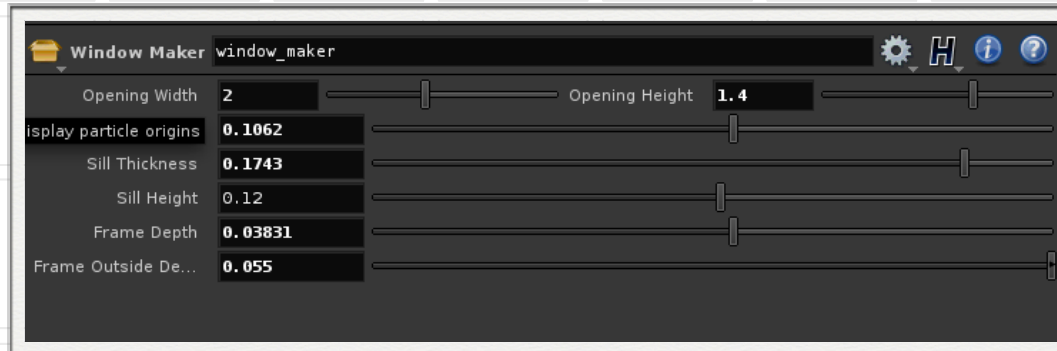 Window Maker window_maker
Opening Width 2 Opening Height 1.4
isplay particle origins 0.1062
Sill Thickness 0.1743
Sill Height 0.12
Frame Depth 0.03831
Frame Outside De... 0.055